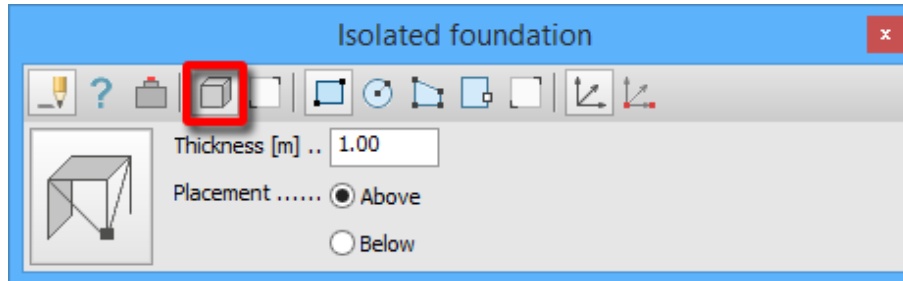 Isolated foundation
x
?
Thickness [m] .. 1.00
Placement ...... Above
Below